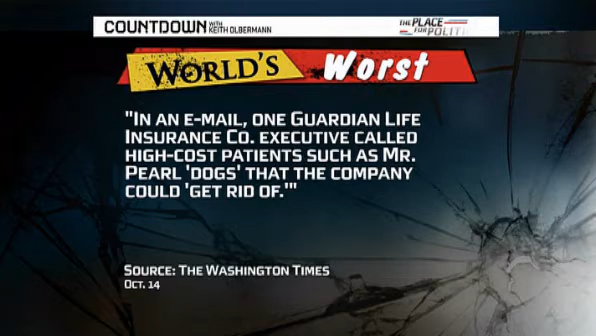 COUNTDOWN WITH KEITH OLBERMANN
THE PLACE FOR POLITI
WORLD'S Worst
"IN AN E-MAIL, ONE GUARDIAN LIFE
INSURANCE CO. EXECUTIVE CALLED
HIGH-COST PATIENTS SUCH AS MR.
PEARL 'DOGS' THAT THE COMPANY
COULD 'GET RID OF.'"
SOURCE: THE WASHINGTON TIMES
OCT. 14